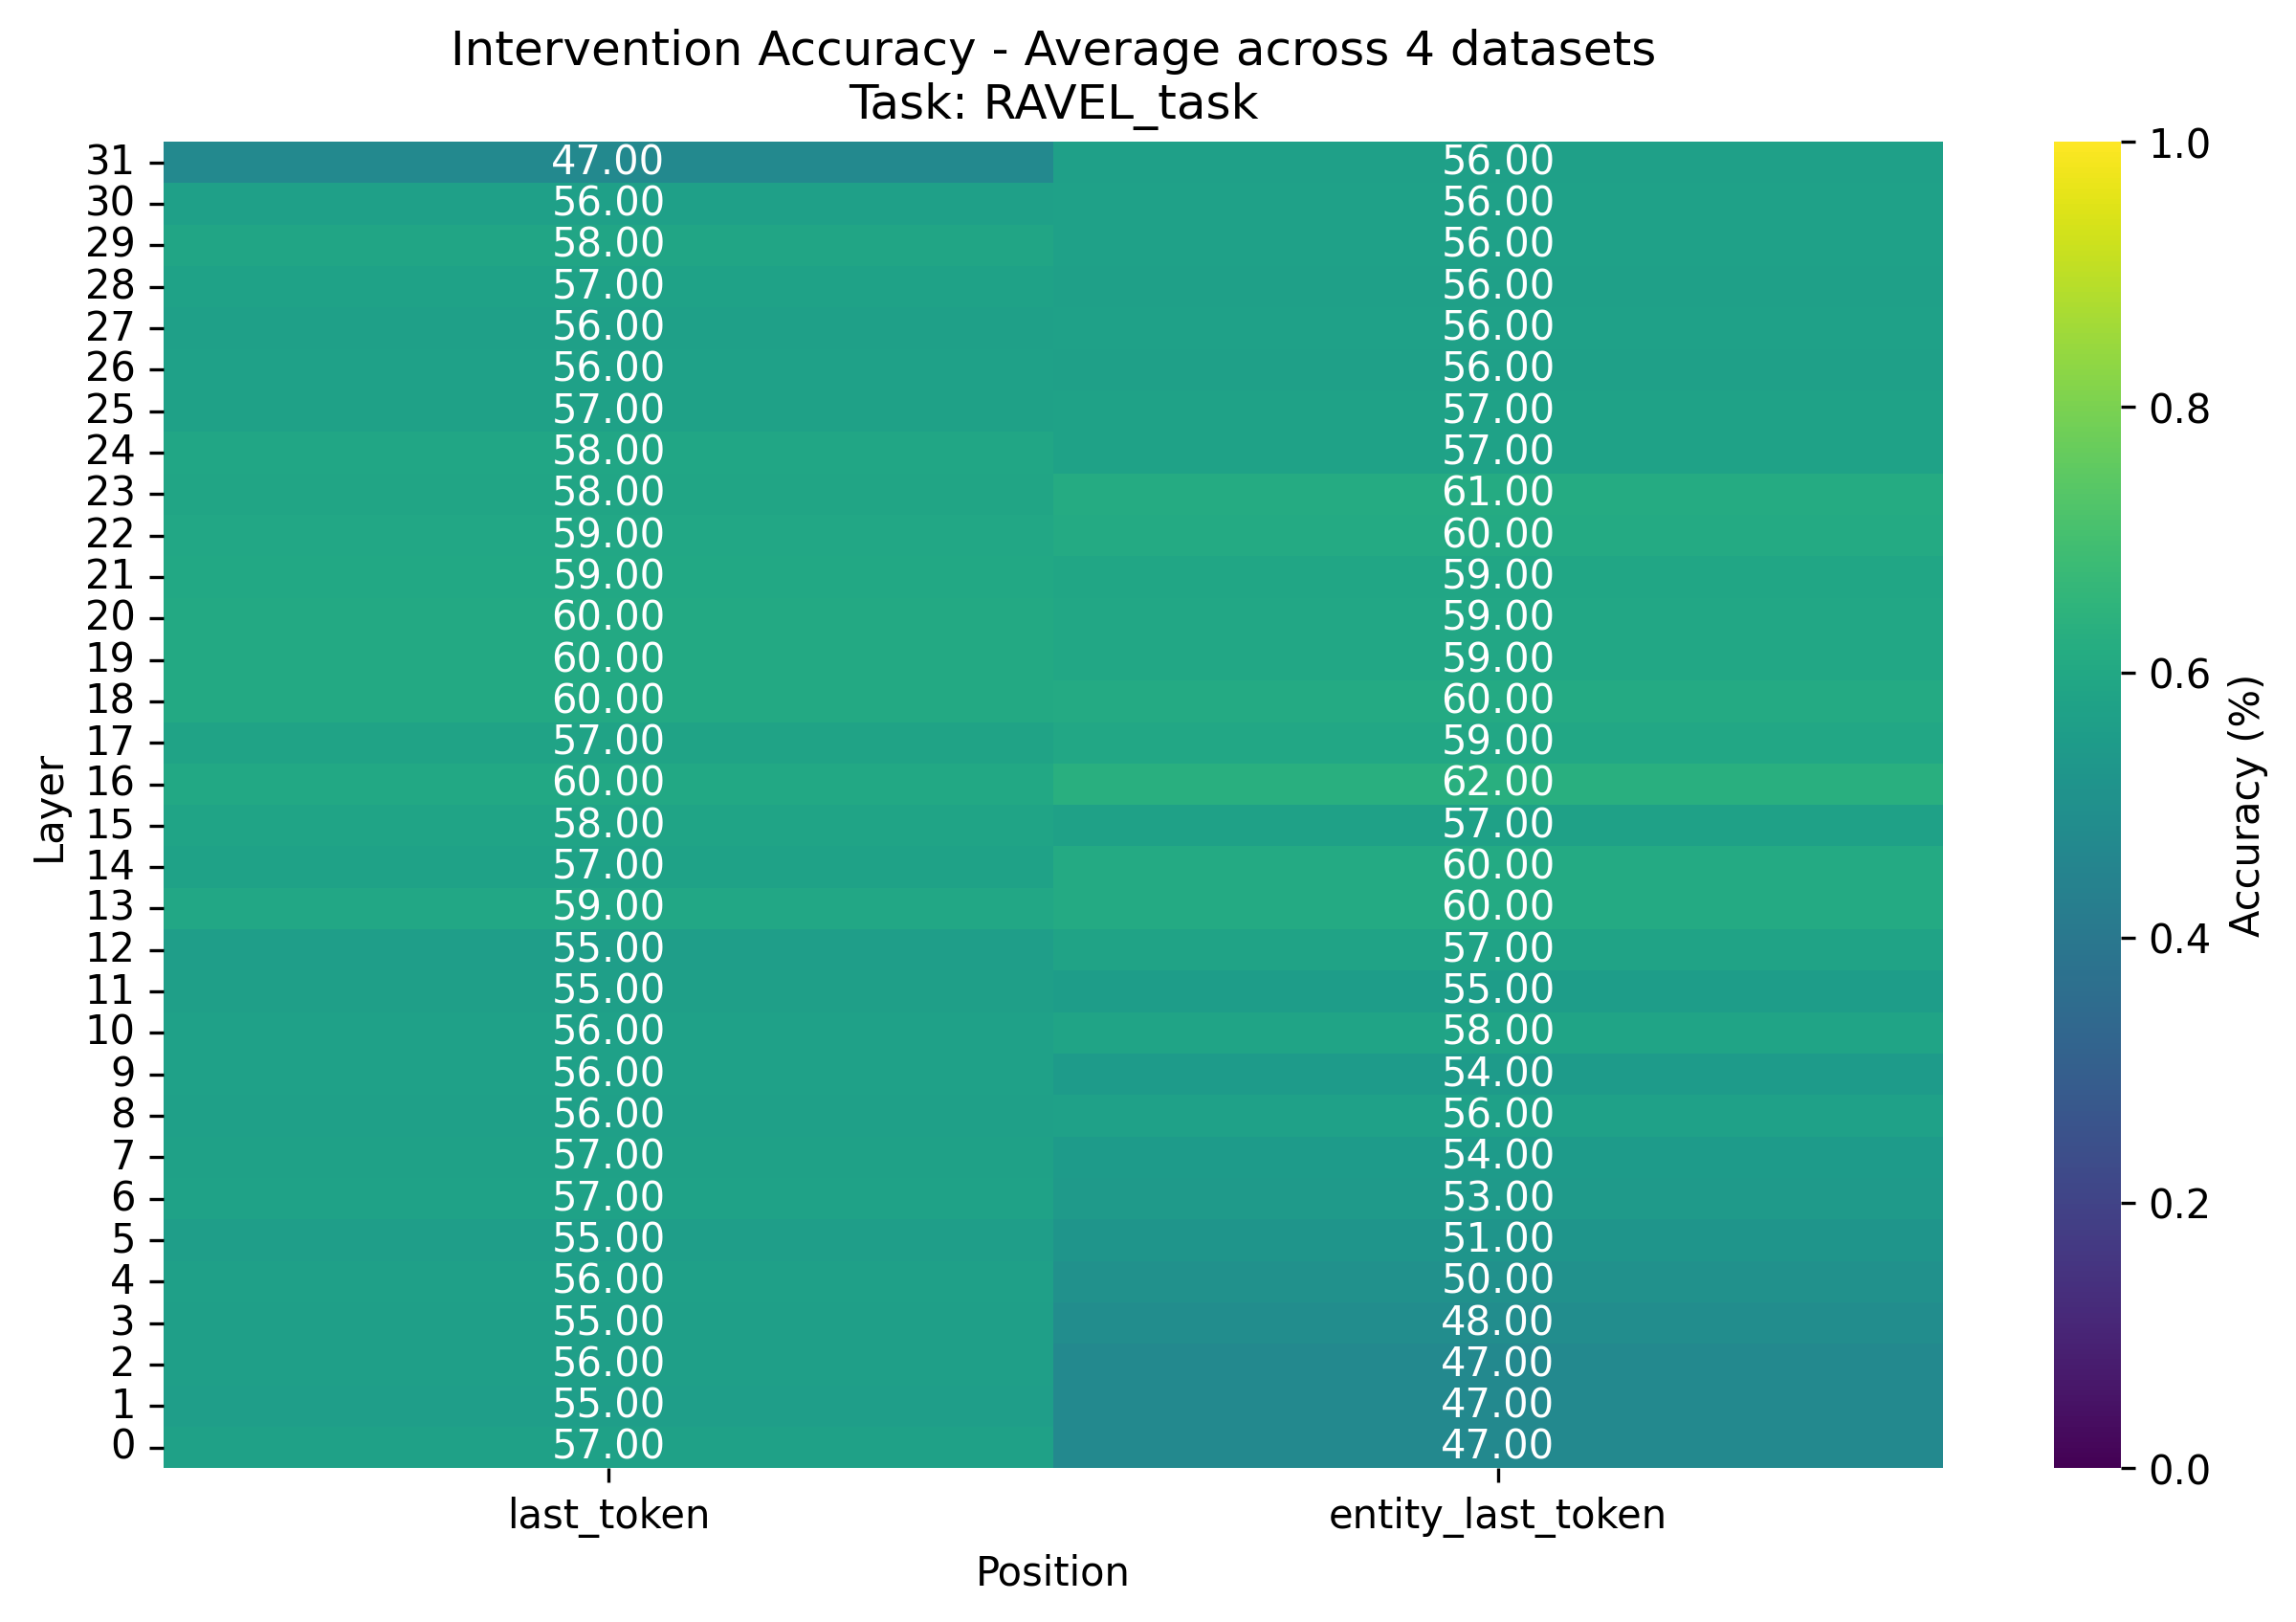 Intervention Accuracy - Average across 4 datasets
Task: RAVEL_task
31 47.00 56.00
30 56.00 56.00
29 58.00 56.00
28 57.00 56.00
27 56.00 56.00
26 56.00 56.00
25 57.00 57.00
24 58.00 57.00
23 58.00 61.00
22 59.00 60.00
21 59.00 59.00
20 60.00 59.00
19 60.00 59.00
18 60.00 60.00
17 57.00 59.00
16 60.00 62.00
15 58.00 57.00
14 57.00 60.00
13 59.00 60.00
12 55.00 57.00
11 55.00 55.00
10 56.00 58.00
9 56.00 54.00
8 56.00 56.00
7 57.00 54.00
6 57.00 53.00
5 55.00 51.00
4 56.00 50.00
3 55.00 48.00
2 56.00 47.00
1 55.00 47.00
0 57.00 47.00
last_token entity_last_token
Position
Layer
1.0
0.8
0.6
0.4
0.2
0.0
Accuracy (%)